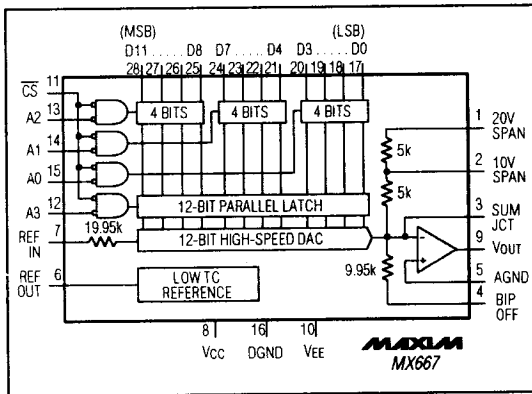 (MSB) (LSB)
D11 . . . . . D8 D7 . . . . . D4 D3 . . . . . D0
28 27 26 25 24 23 22 21 20 19 18 17
11
CS
4 BITS 4 BITS 4 BITS
13
A2
14
A1
15
A0
12
A3
12-BIT PARALLEL LATCH
19.95k
7
REF
IN
12-BIT HIGH-SPEED DAC
6
REF
OUT
LOW TC
REFERENCE
1 20V
SPAN
5k
2 10V
SPAN
5k
3 SUM
JCT
9 VOUT
9.95k
5 AGND
4 BIP
OFF
- +
8 16 10
VCC DGND VEE
MAXIM
MX667